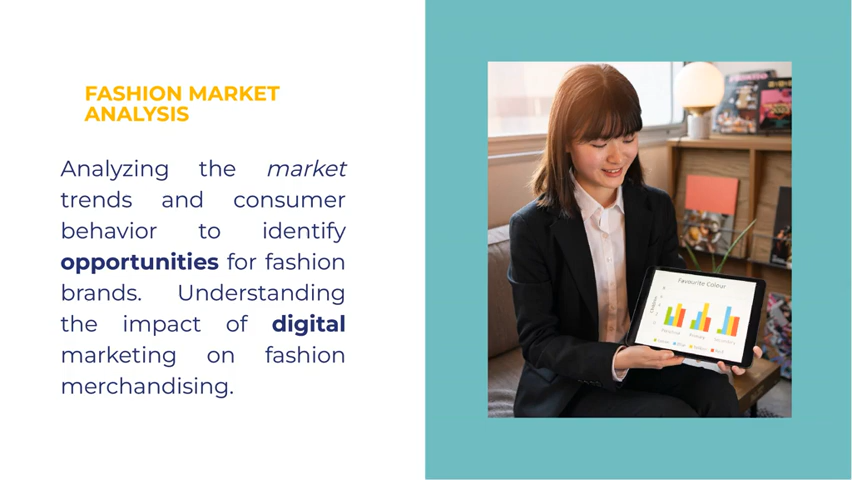 FASHION MARKET
ANALYSIS
Analyzing the market
trends and consumer
behavior to identify
opportunities for fashion
brands. Understanding
the impact of digital
marketing on fashion
merchandising.
Favourite Colour